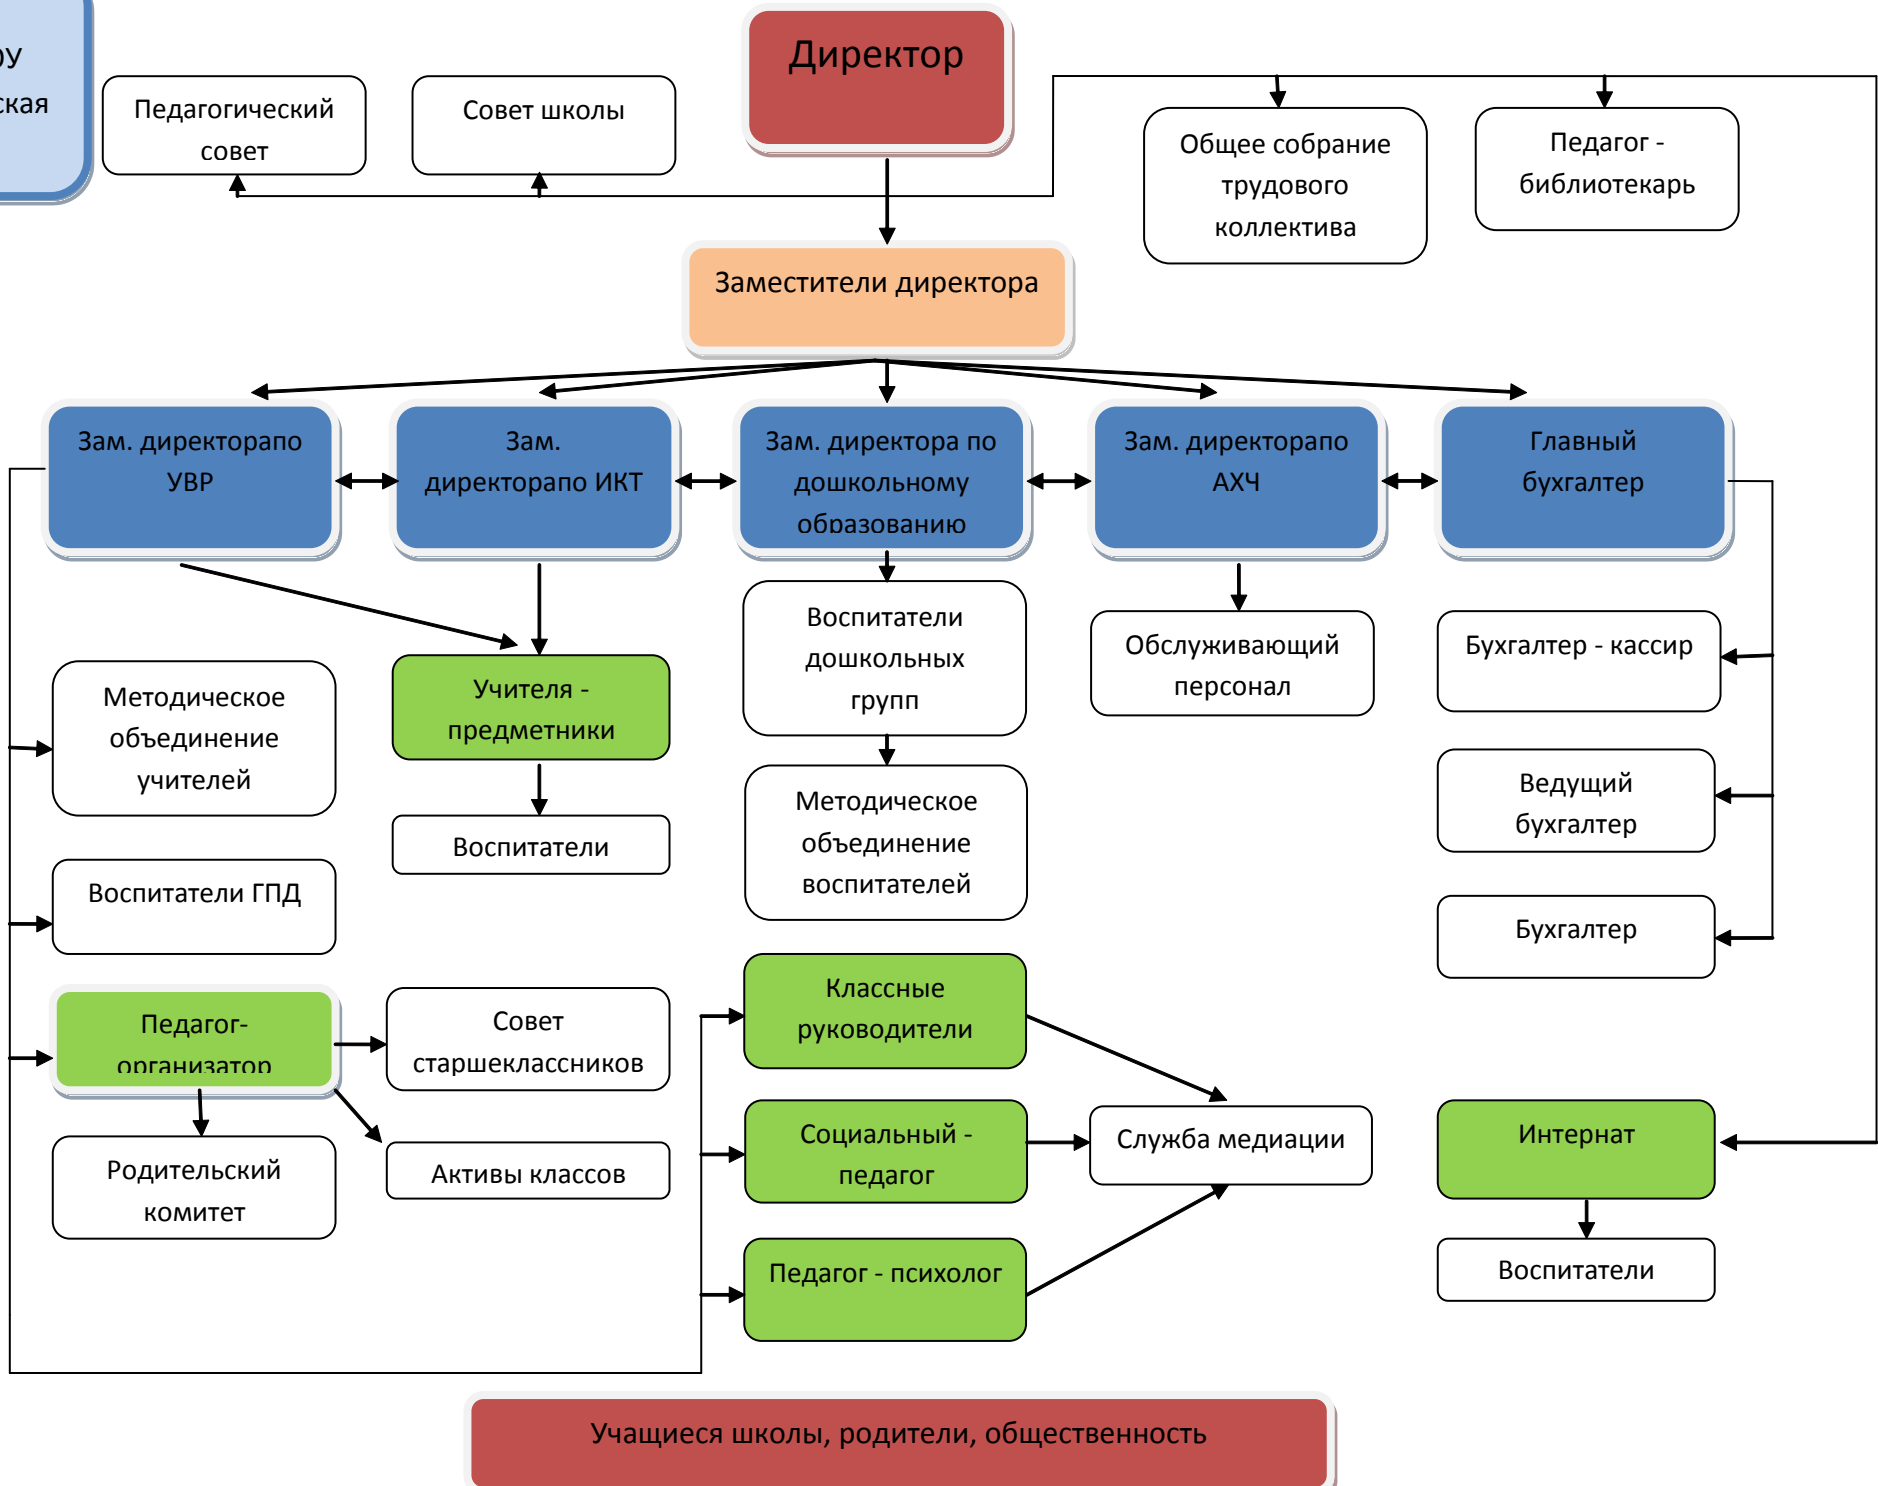 Директор
Педагогический
совет
Совет школы
Общее собрание
трудового
коллектива
Педагог -
библиотекарь
Заместители директора
Зам. директорапо
УВР
Зам.
директорапо ИКТ
Зам. директора по
дошкольному
образованию
Зам. директорапо
АХЧ
Главный
бухгалтер
Методическое
объединение
учителей
Учителя -
предметники
Воспитатели
дошкольных
групп
Обслуживающий
персонал
Бухгалтер - кассир
Ведущий
бухгалтер
Воспитатели
Методическое
объединение
воспитателей
Воспитатели ГПД
Бухгалтер
Педагог-
организатор
Совет
старшеклассников
Классные
руководители
Родительский
комитет
Активы классов
Социальный -
педагог
Служба медиации
Интернат
Педагог - психолог
Воспитатели
Учащиеся школы, родители, общественность